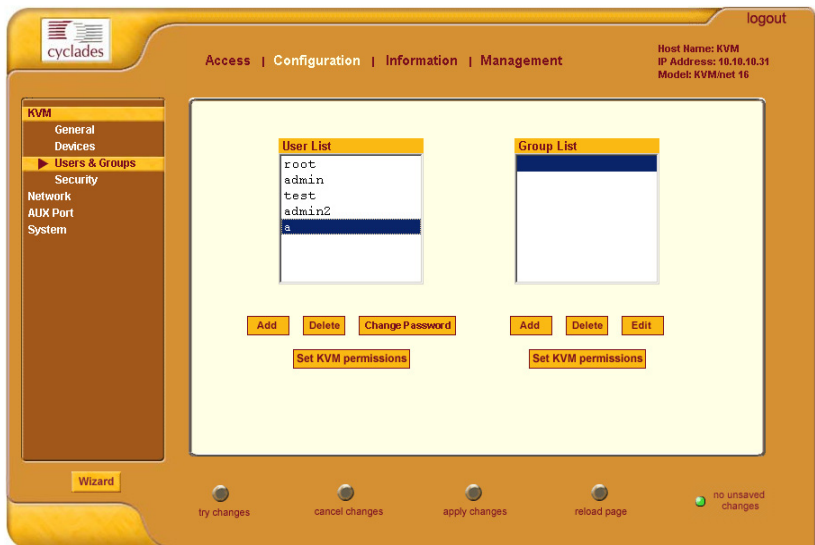 cyclades
logout
Access | Configuration | Information | Management
Host Name: KVM
IP Address: 10.10.10.31
Model: KVM/net 16
KVM
General
Devices
Users & Groups
Security
Network
AUX Port
System
Wizard
User List
root
admin
test
admin2
a
Add Delete Change Password
Set KVM permissions
Group List
Add Delete Edit
Set KVM permissions
try changes
cancel changes
apply changes
reload page
no unsaved
changes